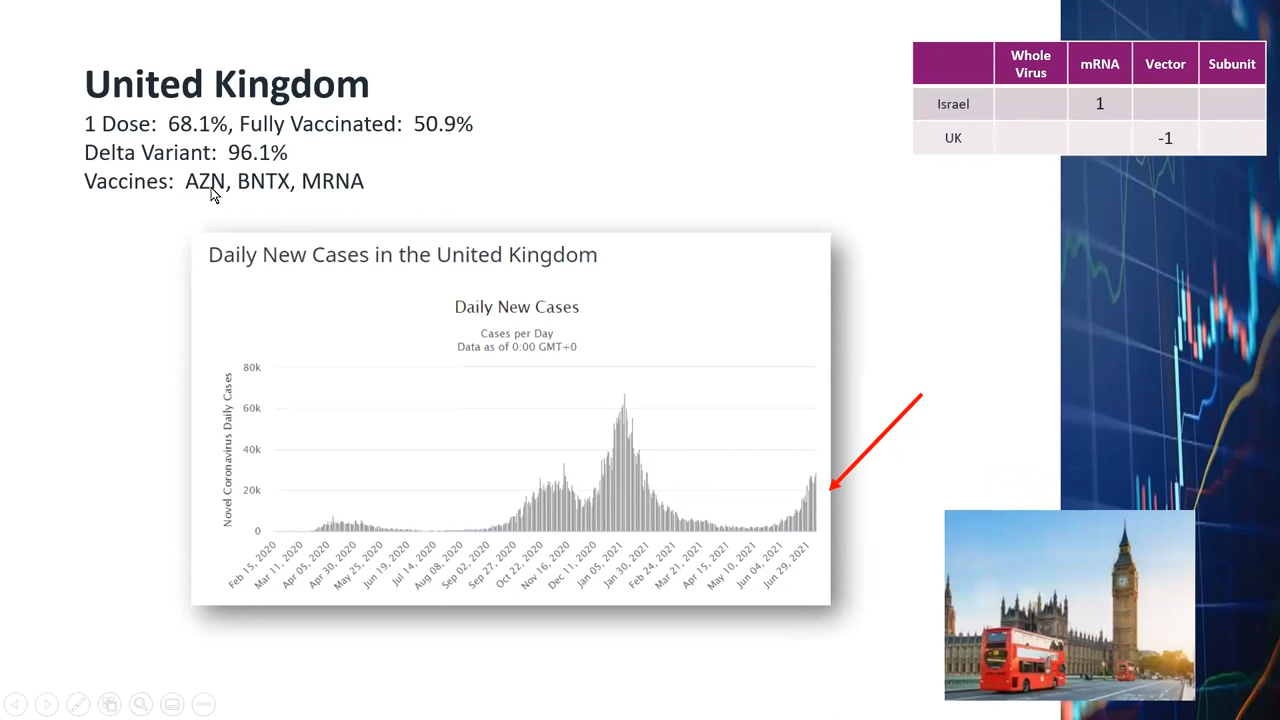 United Kingdom
1 Dose: 68.1%, Fully Vaccinated: 50.9%
Delta Variant: 96.1%
Vaccines: AZN, BNTX, MRNA
Whole Virus mRNA Vector Subunit
Israel 1
UK -1
Daily New Cases in the United Kingdom
Daily New Cases
Cases per Day
Data as of 0:00 GMT+0
Novel Coronavirus Daily Cases
80k
60k
40k
20k
0
Feb 15, 2020
Mar 11, 2020
Apr 05, 2020
Apr 30, 2020
May 25, 2020
Jun 19, 2020
Jul 14, 2020
Aug 08, 2020
Sep 02, 2020
Sep 27, 2020
Oct 22, 2020
Nov 16, 2020
Dec 11, 2020
Jan 05, 2021
Jan 30, 2021
Feb 24, 2021
Mar 21, 2021
Apr 15, 2021
May 10, 2021
Jun 04, 2021
Jun 29, 2021